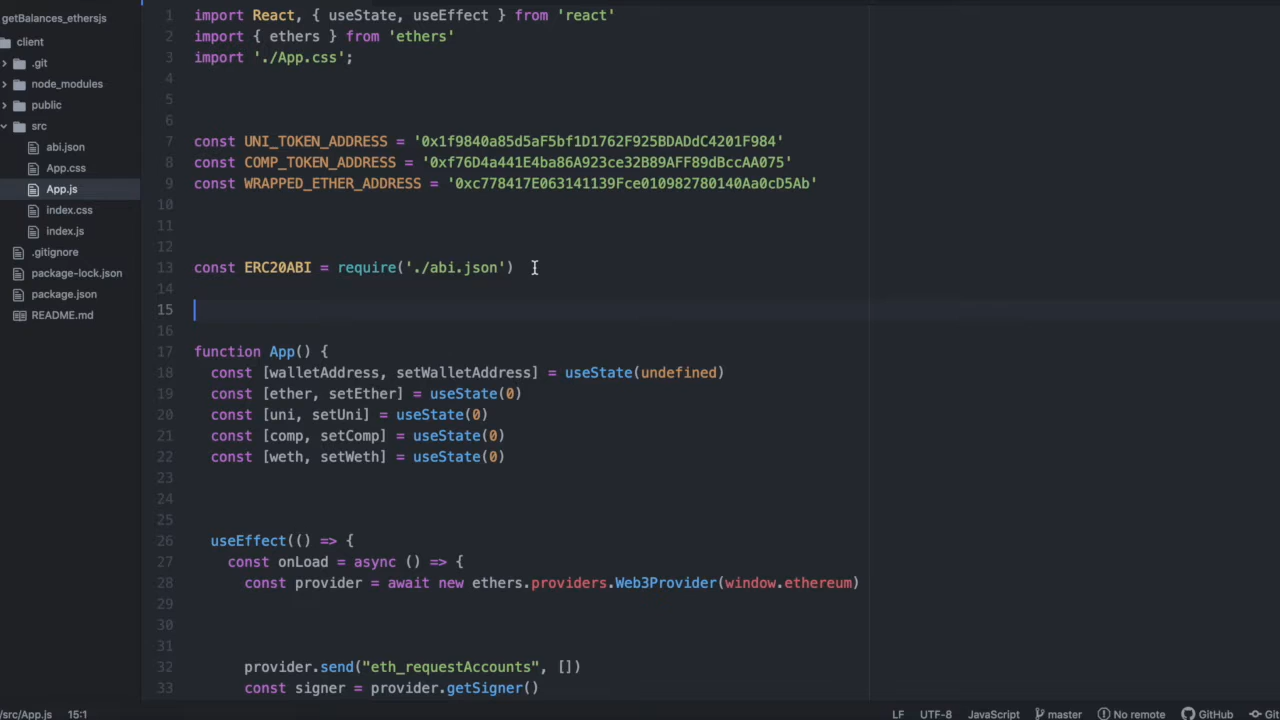 getBalances_ethersjs
client
.git
node_modules
public
src
abi.json
App.css
App.js
index.css
index.js
.gitignore
package-lock.json
package.json
README.md
1 import React, { useState, useEffect } from 'react'
2 import { ethers } from 'ethers'
3 import './App.css';
4
5
6
7 const UNI_TOKEN_ADDRESS = '0x1f9840a85d5aF5bf1D1762F925BDADdC4201F984'
8 const COMP_TOKEN_ADDRESS = '0xf76D4a441E4ba86A923ce32B89AFF89dBccAA075'
9 const WRAPPED_ETHER_ADDRESS = '0xc778417E063141139Fce010982780140Aa0cD5Ab'
10
11
12
13 const ERC20ABI = require('./abi.json')
14
15
16
17 function App() {
18 const [walletAddress, setWalletAddress] = useState(undefined)
19 const [ether, setEther] = useState(0)
20 const [uni, setUni] = useState(0)
21 const [comp, setComp] = useState(0)
22 const [weth, setWeth] = useState(0)
23
24
25
26 useEffect(() => {
27 const onLoad = async () => {
28 const provider = await new ethers.providers.Web3Provider(window.ethereum)
29
30
31
32 provider.send("eth_requestAccounts", [])
33 const signer = provider.getSigner()
/src/App.js 15:1 LF UTF-8 JavaScript master No remote GitHub Git